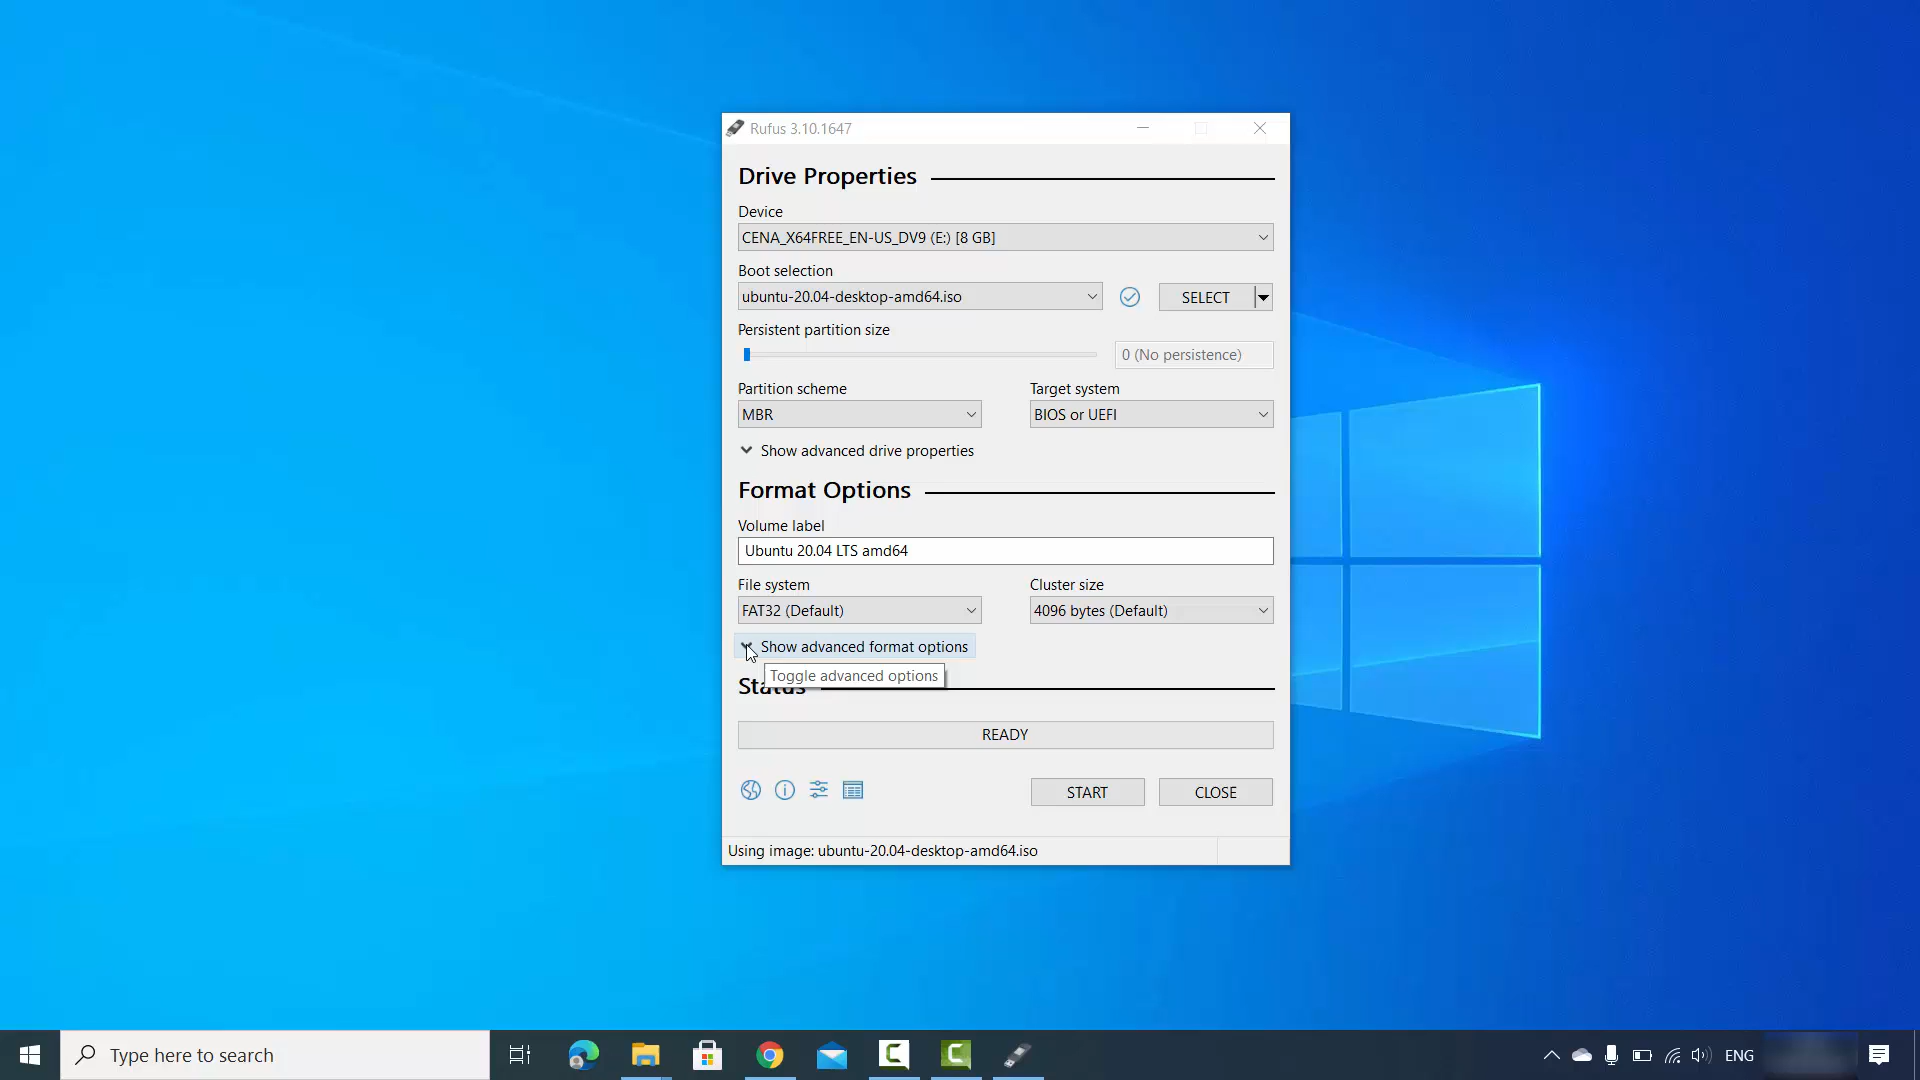 Rufus 3.10.1647
Drive Properties
Device
CENA_X64FREE_EN-US_DV9 (E:) [8 GB]
Boot selection
ubuntu-20.04-desktop-amd64.iso
SELECT
Persistent partition size
0 (No persistence)
Partition scheme
Target system
MBR
BIOS or UEFI
Show advanced drive properties
Format Options
Volume label
Ubuntu 20.04 LTS amd64
File system
Cluster size
FAT32 (Default)
4096 bytes (Default)
Show advanced format options
Toggle advanced options
Status
READY
START
CLOSE
Using image: ubuntu-20.04-desktop-amd64.iso
Type here to search
ENG